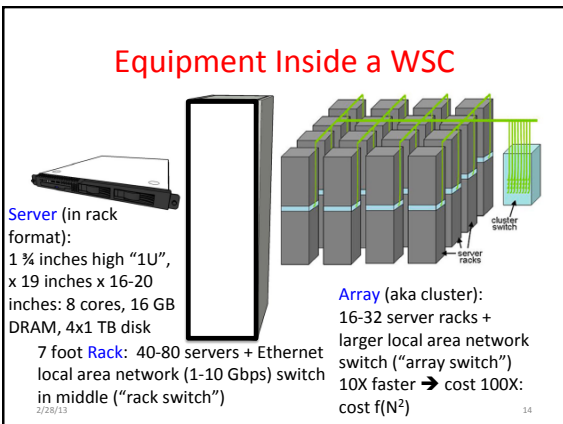 Equipment Inside a WSC
Server (in rack
format):
1 ¾ inches high “1U”,
x 19 inches x 16-20
inches: 8 cores, 16 GB
DRAM, 4x1 TB disk
7 foot Rack: 40-80 servers + Ethernet
local area network (1-10 Gbps) switch
in middle (“rack switch”)
cluster
switch
server
racks
Array (aka cluster):
16-32 server racks +
larger local area network
switch (“array switch”)
10X faster ➔ cost 100X:
cost f(N²)
2/28/13
14